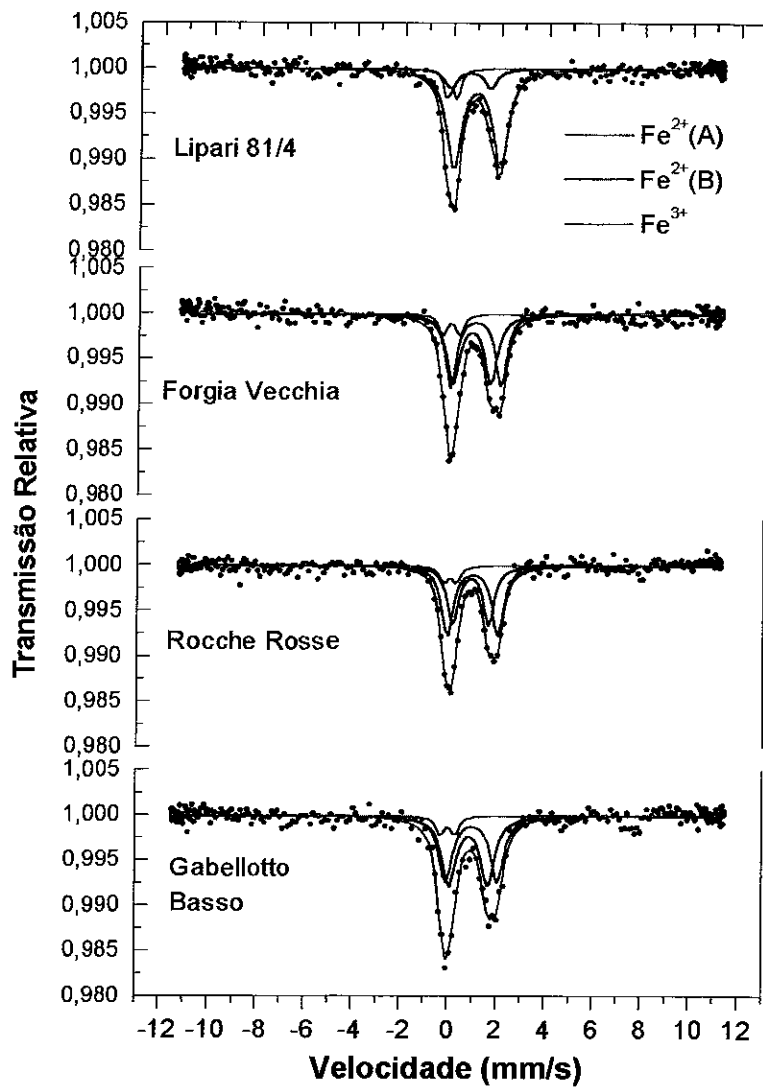 1,005
1,000
0,995
0,990
0,985
0,980
Lipari 81/4
Fe²⁺(A)
Fe²⁺(B)
Fe³⁺
1,005
1,000
0,995
0,990
0,985
0,980
Forgia Vecchia
1,005
1,000
0,995
0,990
0,985
0,980
Rocche Rosse
1,005
1,000
0,995
0,990
0,985
0,980
Gabellotto
Basso
Transmissão Relativa
-12 -10 -8 -6 -4 -2 0 2 4 6 8 10 12
Velocidade (mm/s)